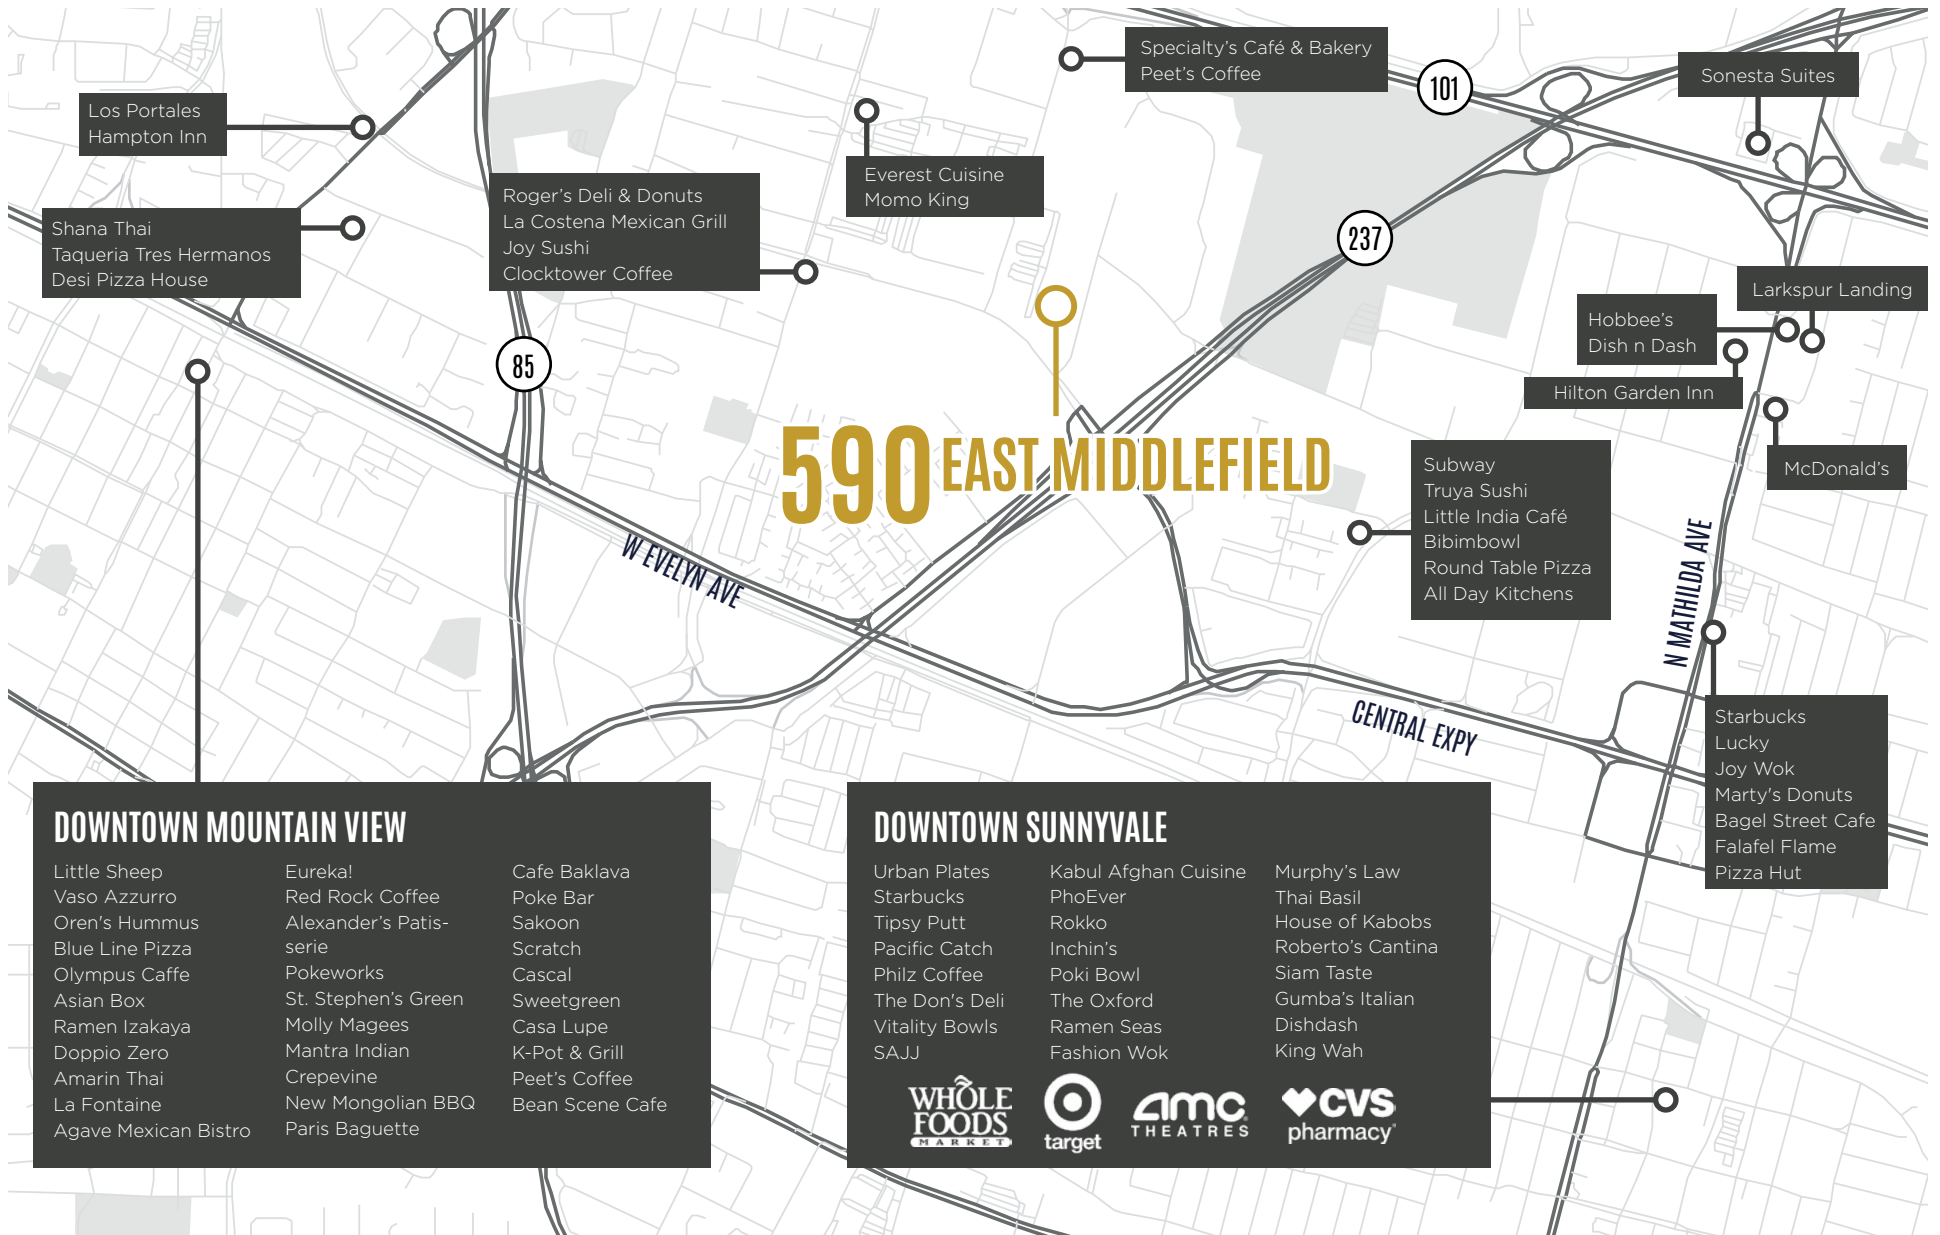 Specialty's Café & Bakery
Peet's Coffee
101
Sonesta Suites
Los Portales
Hampton Inn
Everest Cuisine
Momo King
Roger's Deli & Donuts
La Costena Mexican Grill
Joy Sushi
Clocktower Coffee
Shana Thai
Taqueria Tres Hermanos
Desi Pizza House
237
Larkspur Landing
Hobbee's
Dish n Dash
85
Hilton Garden Inn
590 EAST MIDDLEFIELD
McDonald's
Subway
Truya Sushi
Little India Café
Bibimbowl
Round Table Pizza
All Day Kitchens
W EVELYN AVE
N MATHILDA AVE
CENTRAL EXPY
Starbucks
Lucky
Joy Wok
Marty's Donuts
Bagel Street Cafe
Falafel Flame
Pizza Hut
DOWNTOWN MOUNTAIN VIEW
Little Sheep
Vaso Azzurro
Oren's Hummus
Blue Line Pizza
Olympus Caffe
Asian Box
Ramen Izakaya
Doppio Zero
Amarin Thai
La Fontaine
Agave Mexican Bistro
Eureka!
Red Rock Coffee
Alexander's Patis-
serie
Pokeworks
St. Stephen's Green
Molly Magees
Mantra Indian
Crepevine
New Mongolian BBQ
Paris Baguette
Cafe Baklava
Poke Bar
Sakoon
Scratch
Cascal
Sweetgreen
Casa Lupe
K-Pot & Grill
Peet's Coffee
Bean Scene Cafe
DOWNTOWN SUNNYVALE
Urban Plates
Starbucks
Tipsy Putt
Pacific Catch
Philz Coffee
The Don's Deli
Vitality Bowls
SAJJ
Kabul Afghan Cuisine
PhoEver
Rokko
Inchin's
Poki Bowl
The Oxford
Ramen Seas
Fashion Wok
Murphy's Law
Thai Basil
House of Kabobs
Roberto's Cantina
Siam Taste
Gumba's Italian
Dishdash
King Wah
WHOLE
FOODS
MARKET
target
amc
THEATRES
CVS
pharmacy